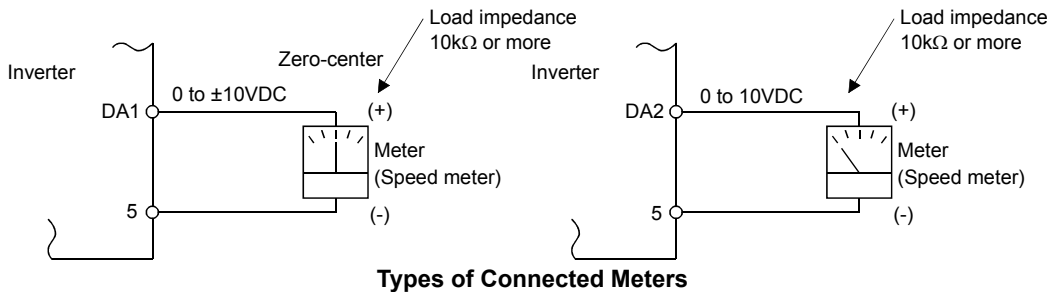 Load impedance
10kΩ or more
Zero-center
Inverter
0 to ±10VDC
DA1
(+)
Meter
(Speed meter)
5
(-)
Load impedance
10kΩ or more
Inverter
0 to 10VDC
DA2
(+)
Meter
(Speed meter)
5
(-)
Types of Connected Meters